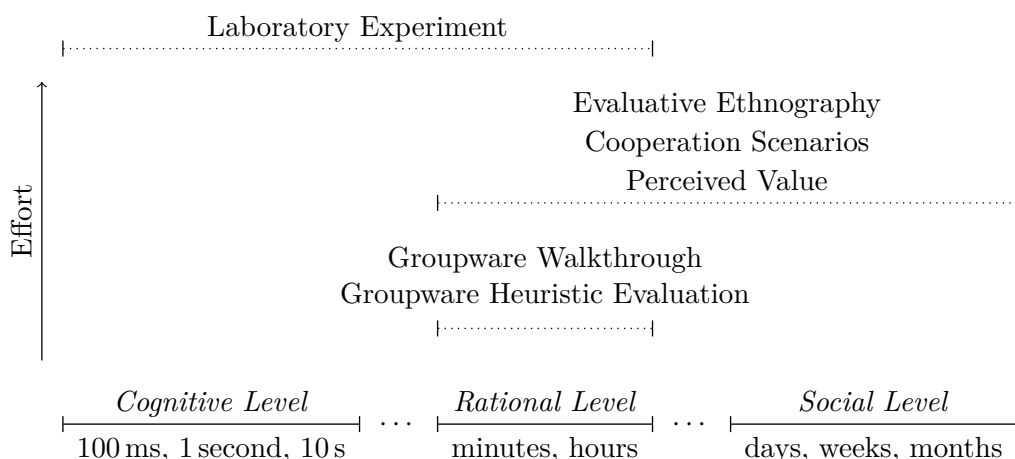 Laboratory Experiment
Evaluative Ethnography
Cooperation Scenarios
Perceived Value
Effort
Groupware Walkthrough
Groupware Heuristic Evaluation
Cognitive Level
Rational Level
Social Level
... ...
100 ms, 1 second, 10 s
minutes, hours
days, weeks, months